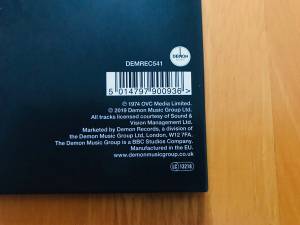 DEMON
DEMREC541
5 014797 900936 >
℗ 1974 OVC Media Limited.
© 2019 Demon Music Group Ltd.
All tracks licensed courtesy of Sound &
Vision Management Ltd.
Marketed by Demon Records, a division of
the Demon Music Group Ltd, London, W12 7FA.
The Demon Music Group is a BBC Studios Company.
Manufactured in the EU.
www.demonmusicgroup.co.uk
LC 13218